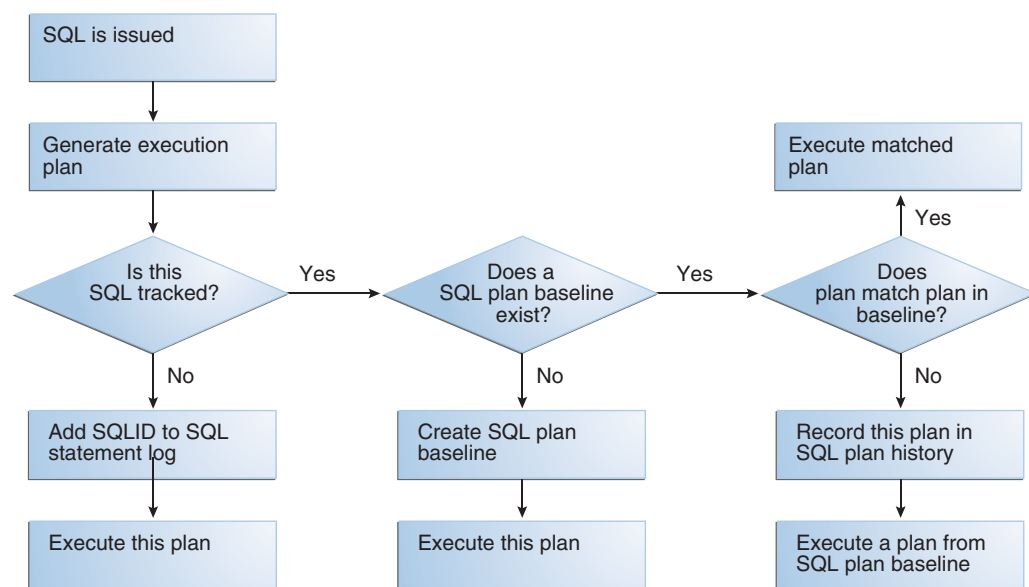 SQL is issued
Generate execution
plan
Execute matched
plan
Yes
Is this
SQL tracked?
Yes
Does a
SQL plan baseline
exist?
Yes
Does
plan match plan in
baseline?
No
No
No
Add SQLID to SQL
statement log
Create SQL plan
baseline
Record this plan in
SQL plan history
Execute this plan
Execute this plan
Execute a plan from
SQL plan baseline